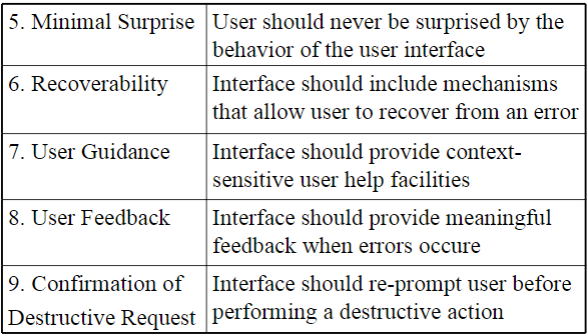 5. Minimal Surprise
User should never be surprised by the
behavior of the user interface
6. Recoverability
Interface should include mechanisms
that allow user to recover from an error
7. User Guidance
Interface should provide context-
sensitive user help facilities
8. User Feedback
Interface should provide meaningful
feedback when errors occure
9. Confirmation of
Destructive Request
Interface should re-prompt user before
performing a destructive action